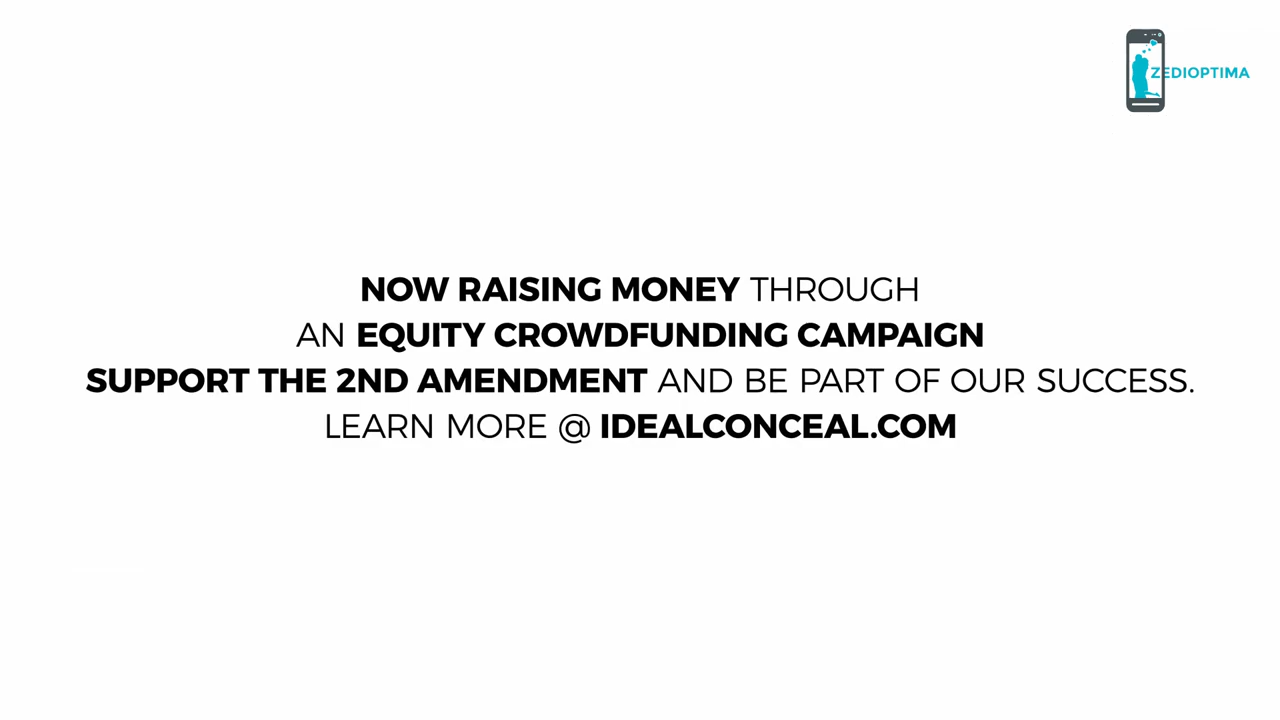 ZEDIOPTIMA
NOW RAISING MONEY THROUGH
AN EQUITY CROWDFUNDING CAMPAIGN
SUPPORT THE 2ND AMENDMENT AND BE PART OF OUR SUCCESS.
LEARN MORE @ IDEALCONCEAL.COM